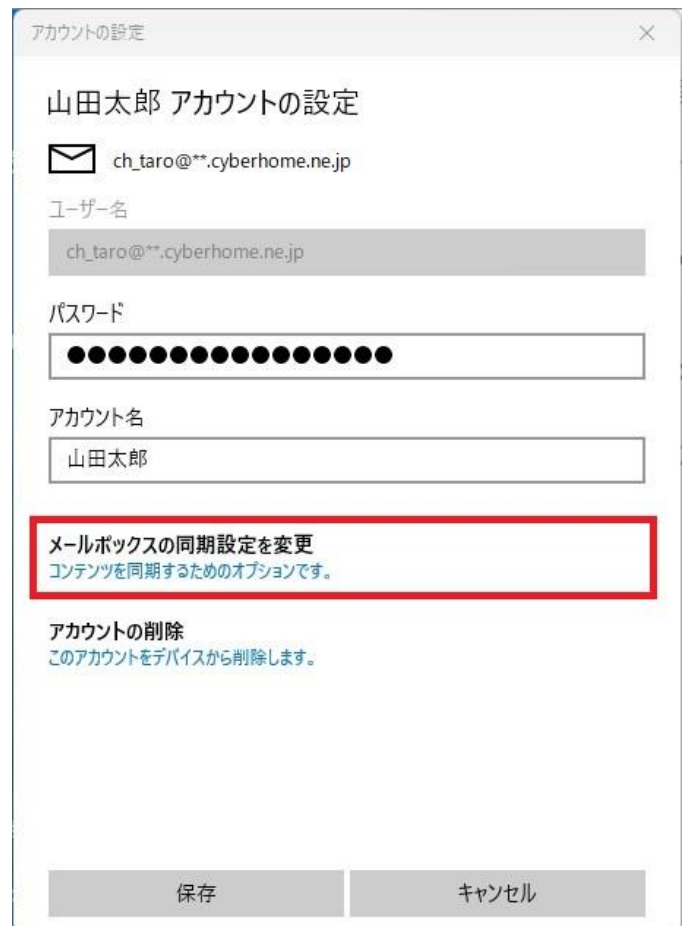 アカウントの設定
山田太郎 アカウントの設定
ch_taro@**.cyberhome.ne.jp
ユーザー名
ch_taro@**.cyberhome.ne.jp
パスワード
●●●●●●●●●●●●●●●●
アカウント名
山田太郎
メールボックスの同期設定を変更
コンテンツを同期するためのオプションです。
アカウントの削除
このアカウントをデバイスから削除します。
保存 キャンセル